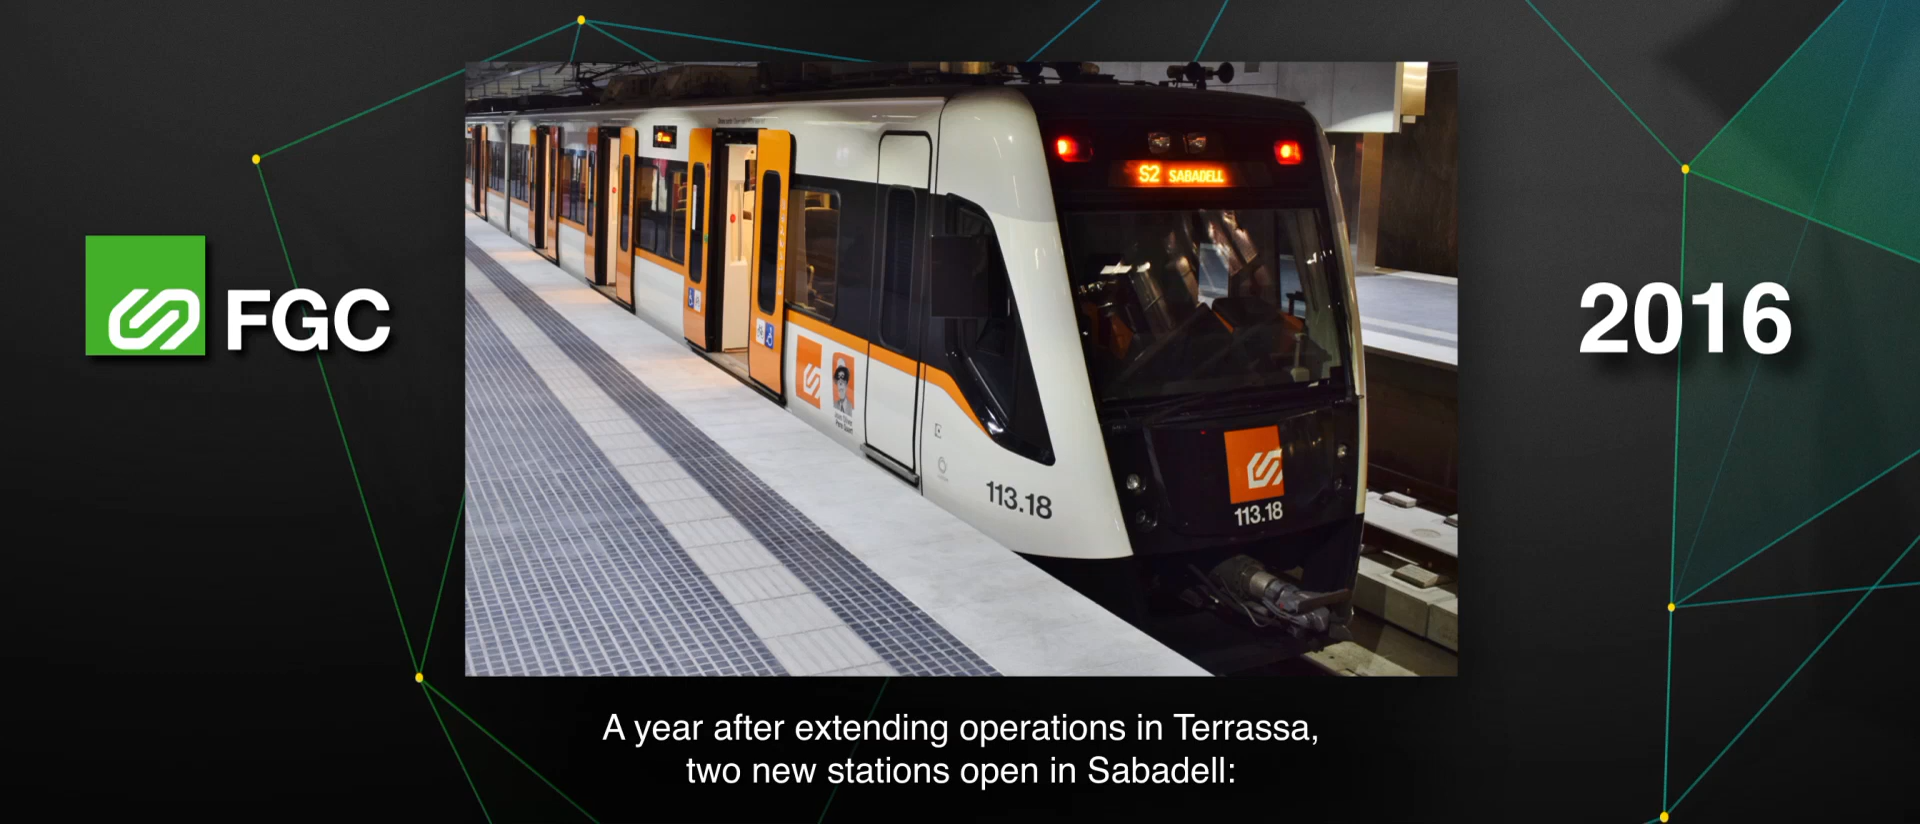 FGC
2016
S2 SABADELL
113.18
113.18
A year after extending operations in Terrassa,
two new stations open in Sabadell: